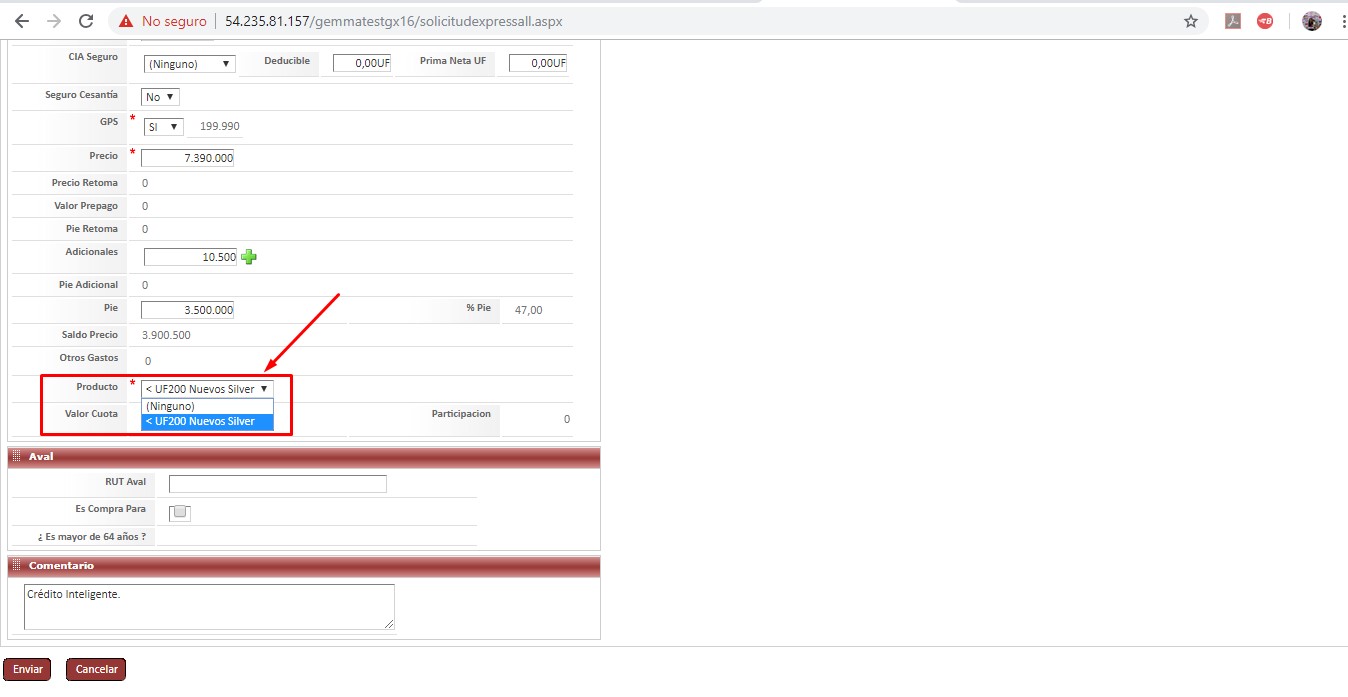 No seguro 54.235.81.157/gemmatestgx16/solicitudexpressall.aspx
CIA Seguro (Ninguno) Deducible 0,00UF Prima Neta UF 0,00UF
Seguro Cesantía No
GPS * SI 199.990
Precio * 7.390.000
Precio Retoma 0
Valor Prepago 0
Pie Retoma 0
Adicionales 10.500
Pie Adicional 0
Pie 3.500.000 % Pie 47,00
Saldo Precio 3.900.500
Otros Gastos 0
Producto * < UF200 Nuevos Silver
(Ninguno)
Valor Cuota < UF200 Nuevos Silver Participacion 0
Aval
RUT Aval
Es Compra Para
¿ Es mayor de 64 años ?
Comentario
Crédito Inteligente.
Enviar Cancelar